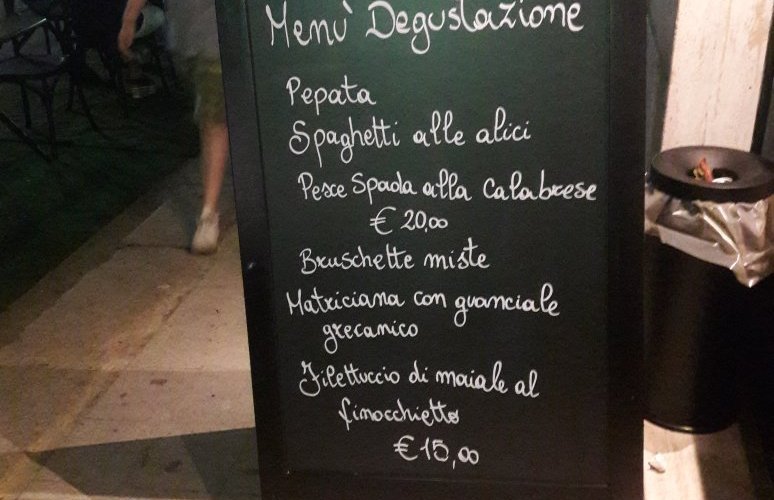 Menù Degustazione
Pepata
Spaghetti alle alici
Pesce Spada alla Calabrese
€ 20,00
Bruschette miste
Matriciana con guanciale
grecanico
Filettuccio di maiale al
finocchietto
€ 15,00